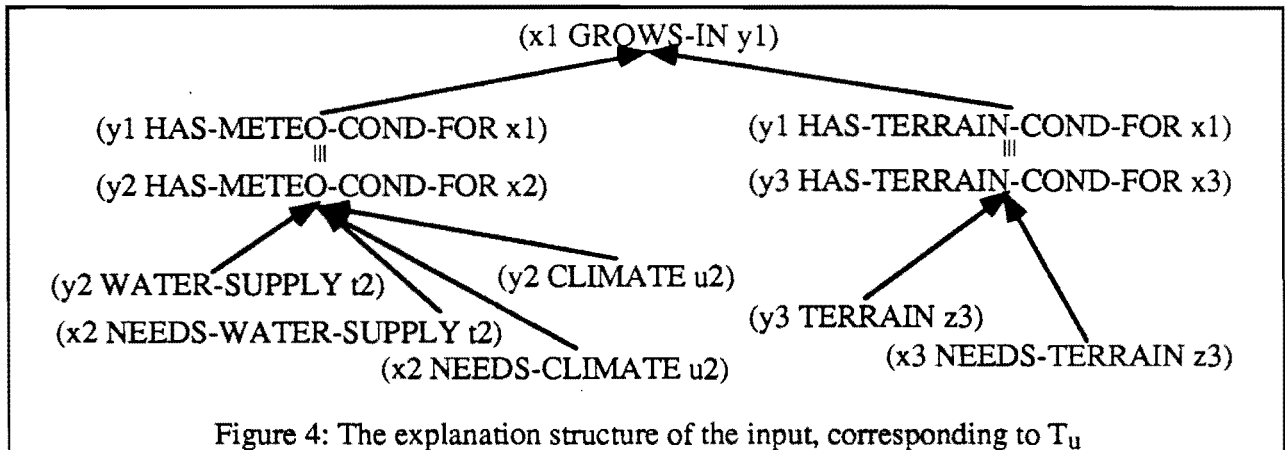 (x1 GROWS-IN y1)
(y1 HAS-METEO-COND-FOR x1) (y1 HAS-TERRAIN-COND-FOR x1)
(y2 HAS-METEO-COND-FOR x2) (y3 HAS-TERRAIN-COND-FOR x3)
(y2 WATER-SUPPLY t2) (y2 CLIMATE u2)
(x2 NEEDS-WATER-SUPPLY t2) (y3 TERRAIN z3)
(x2 NEEDS-CLIMATE u2) (x3 NEEDS-TERRAIN z3)
Figure 4: The explanation structure of the input, corresponding to Tu